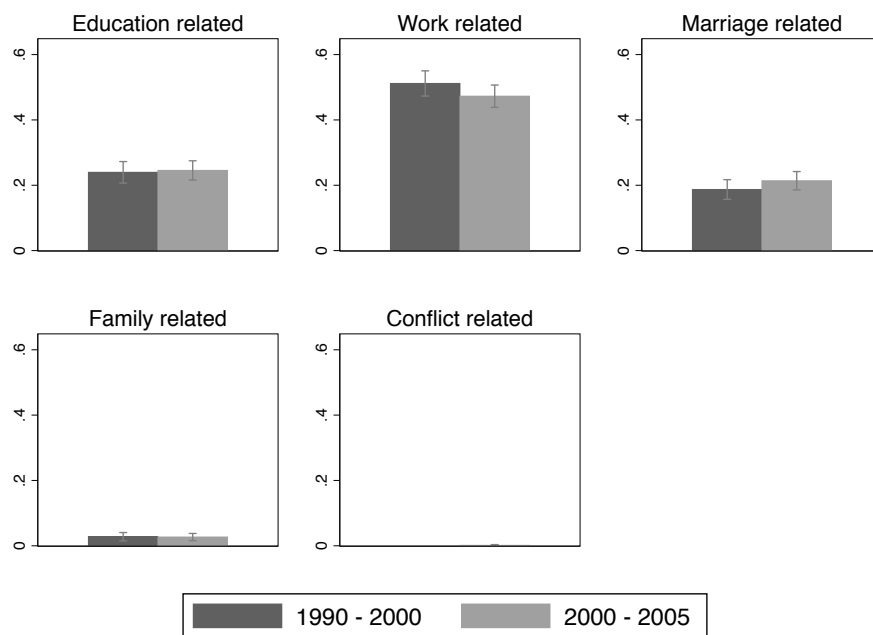 Education related
Work related
Marriage related
0 .2 .4 .6
0 .2 .4 .6
0 .2 .4 .6
Family related
Conflict related
0 .2 .4 .6
0 .2 .4 .6
1990 - 2000
2000 - 2005